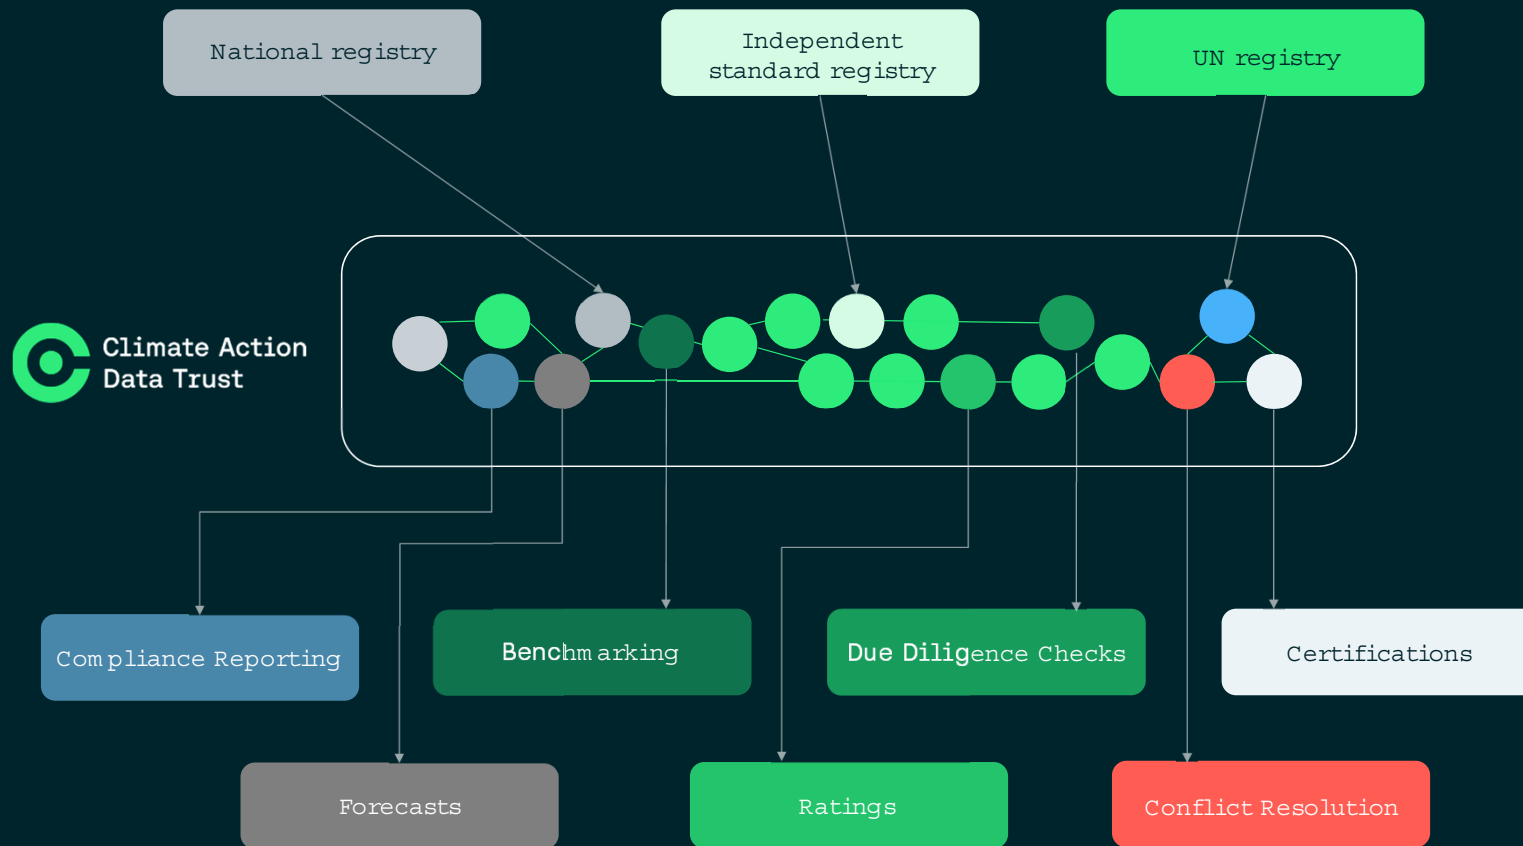 National registry
Independent
standard registry
UN registry
Climate Action
Data Trust
Compliance Reporting
Benchmarking
Due Diligence Checks
Certifications
Forecasts
Ratings
Conflict Resolution